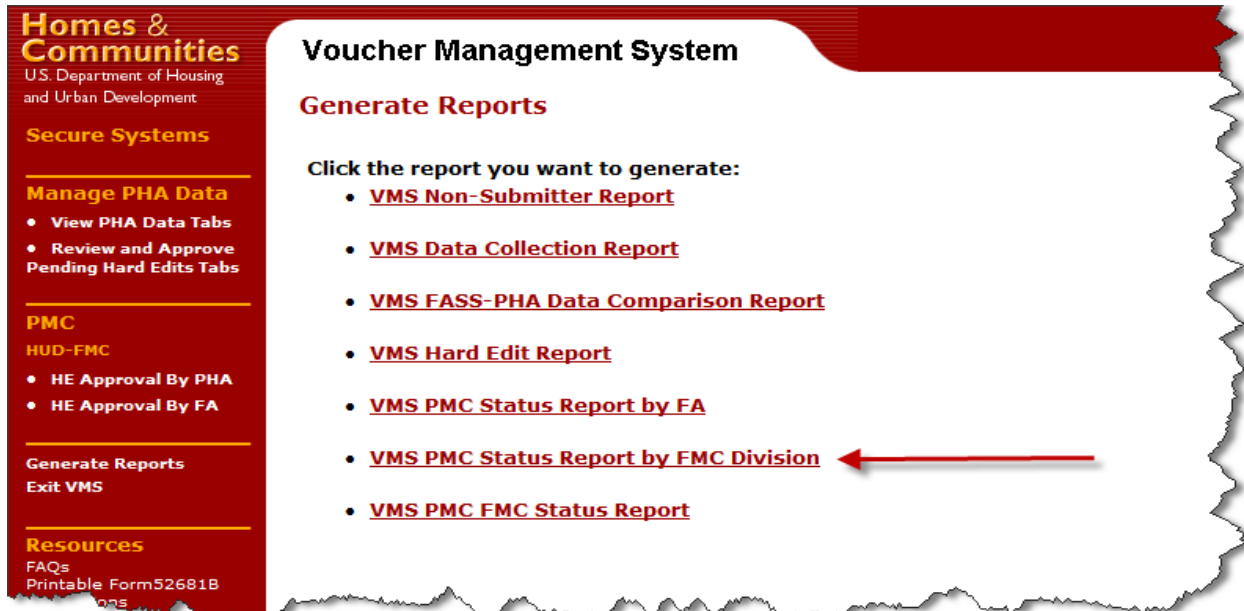 Homes &
Communities
U.S. Department of Housing
and Urban Development
Secure Systems
Manage PHA Data
• View PHA Data Tabs
• Review and Approve
Pending Hard Edits Tabs
PMC
HUD-FMC
• HE Approval By PHA
• HE Approval By FA
Generate Reports
Exit VMS
Resources
FAQs
Printable Form52681B
Voucher Management System
Generate Reports
Click the report you want to generate:
• VMS Non-Submitter Report
• VMS Data Collection Report
• VMS FASS-PHA Data Comparison Report
• VMS Hard Edit Report
• VMS PMC Status Report by FA
• VMS PMC Status Report by FMC Division
• VMS PMC FMC Status Report